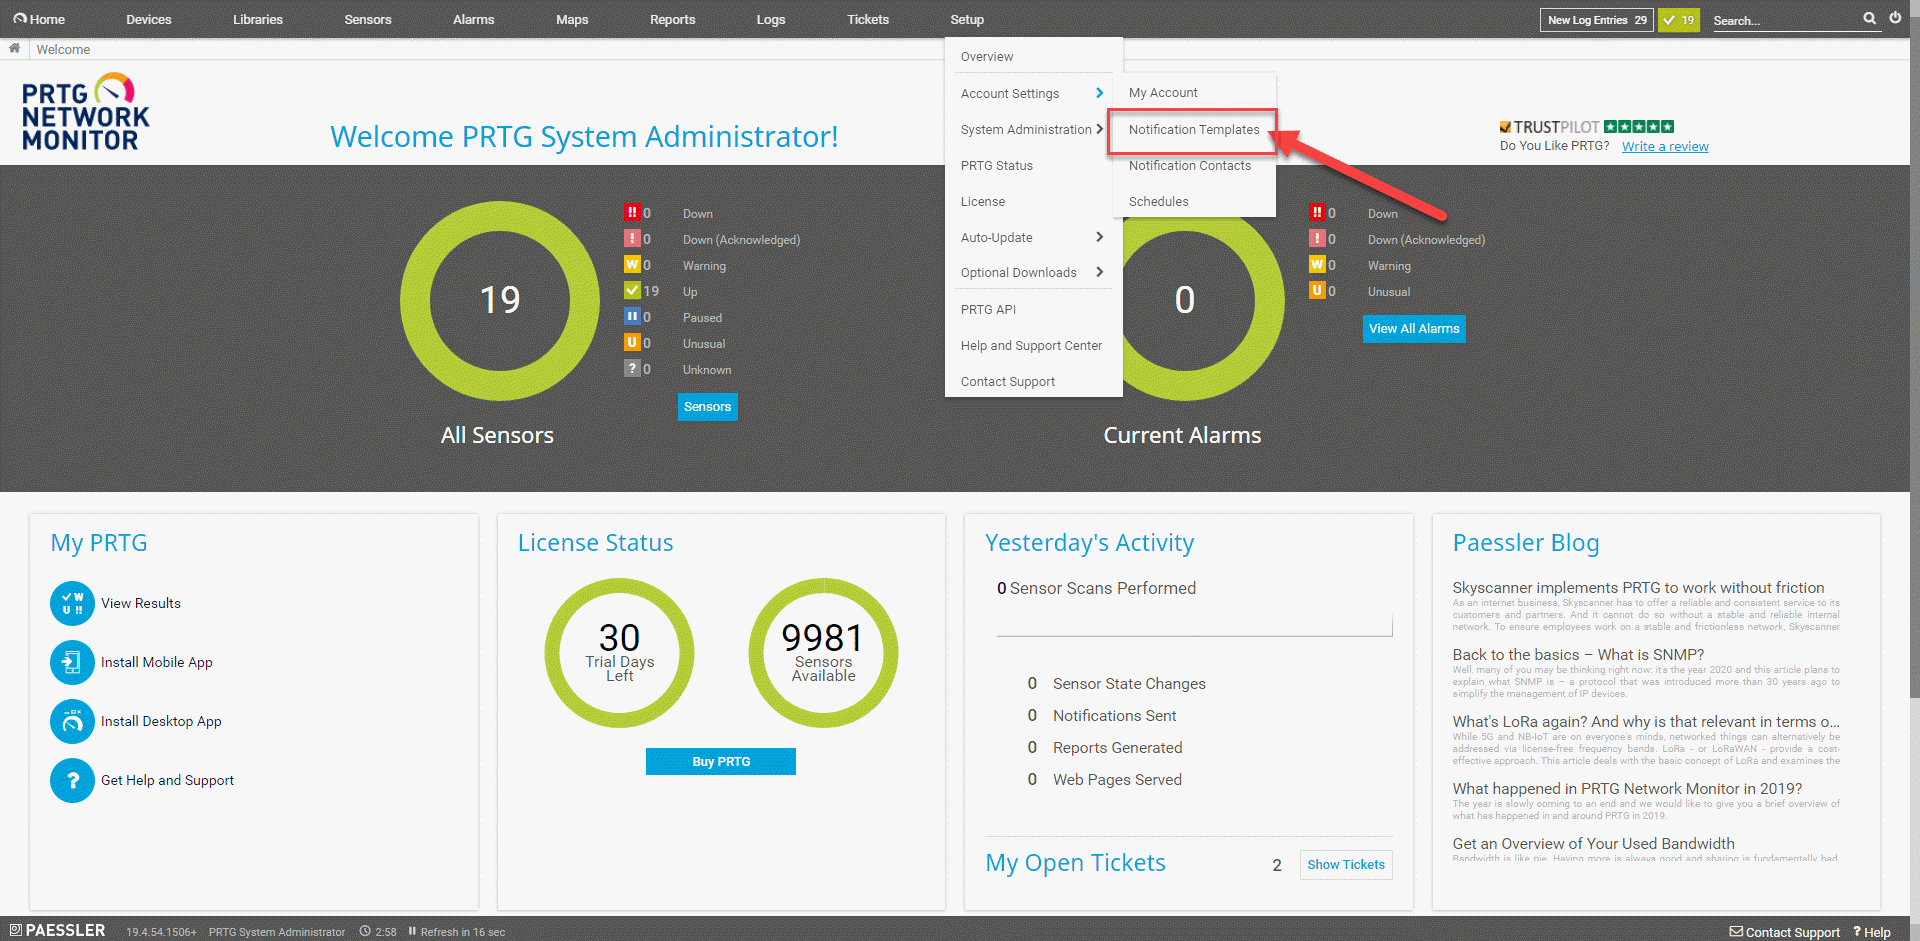 Home Devices Libraries Sensors Alarms Maps Reports Logs Tickets Setup New Log Entries 29 19 Search...
Welcome
PRTG
NETWORK
MONITOR
Welcome PRTG System Administrator!
Overview
Account Settings
System Administration
PRTG Status
License
Auto-Update
Optional Downloads
PRTG API
Help and Support Center
Contact Support
My Account
Notification Templates
Notification Contacts
Schedules
TRUSTPILOT
Do You Like PRTG? Write a review
19
!! 0 Down
! 0 Down (Acknowledged)
W 0 Warning
19 Up
0 Paused
U 0 Unusual
? 0 Unknown
Sensors
All Sensors
0
!! 0 Down
! 0 Down (Acknowledged)
W 0 Warning
U 0 Unusual
View All Alarms
Current Alarms
My PRTG
W
U !!
View Results
Install Mobile App
Install Desktop App
? Get Help and Support
License Status
30
Trial Days
Left
9981
Sensors
Available
Buy PRTG
Yesterday's Activity
0 Sensor Scans Performed
0 Sensor State Changes
0 Notifications Sent
0 Reports Generated
0 Web Pages Served
My Open Tickets 2 Show Tickets
Paessler Blog
Skyscanner implements PRTG to work without friction
As an internet business, Skyscanner has to offer a reliable and consistent service to its
customers and partners. And it cannot do so without a stable and reliable internal
network. To ensure employees work on a stable and frictionless network, Skyscanner
Back to the basics – What is SNMP?
Well, many of you may be thinking right now: it's the year 2020 and this article plans to
explain what SNMP is – a protocol that was introduced more than 30 years ago to
simplify the management of IP devices.
What's LoRa again? And why is that relevant in terms o...
While 5G and NB-IoT are on everyone's minds, networked things can alternatively be
addressed via license-free frequency bands. LoRa - or LoRaWAN - provide a cost-
effective approach. This article deals with the basic concept of LoRa and examines the
What happened in PRTG Network Monitor in 2019?
The year is slowly coming to an end and we would like to give you a brief overview of
what has happened in and around PRTG in 2019.
Get an Overview of Your Used Bandwidth
Bandwidth is like pie. Having more is always good and sharing is fundamentally bad.
PAESSLER 19.4.54.1506+ PRTG System Administrator 2:58 Refresh in 16 sec Contact Support ? Help